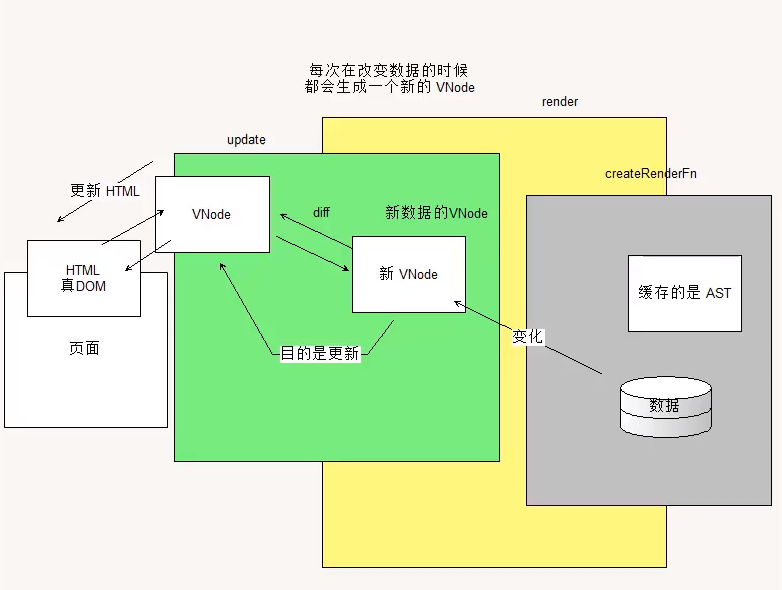 每次在改变数据的时候
都会生成一个新的 VNode
render
update
createRenderFn
更新 HTML
VNode
diff
新数据的VNode
HTML
真DOM
新 VNode
缓存的是 AST
页面
目的是更新
变化
数据